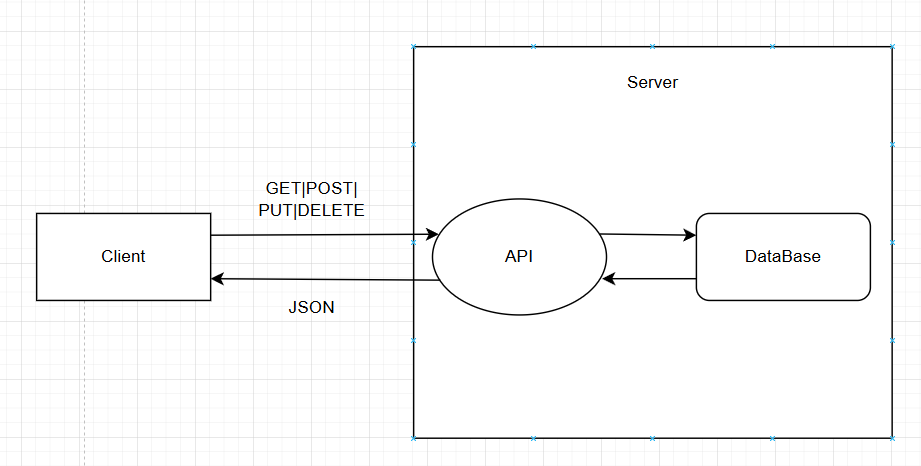 Server
GET|POST|
PUT|DELETE
Client
API
DataBase
JSON